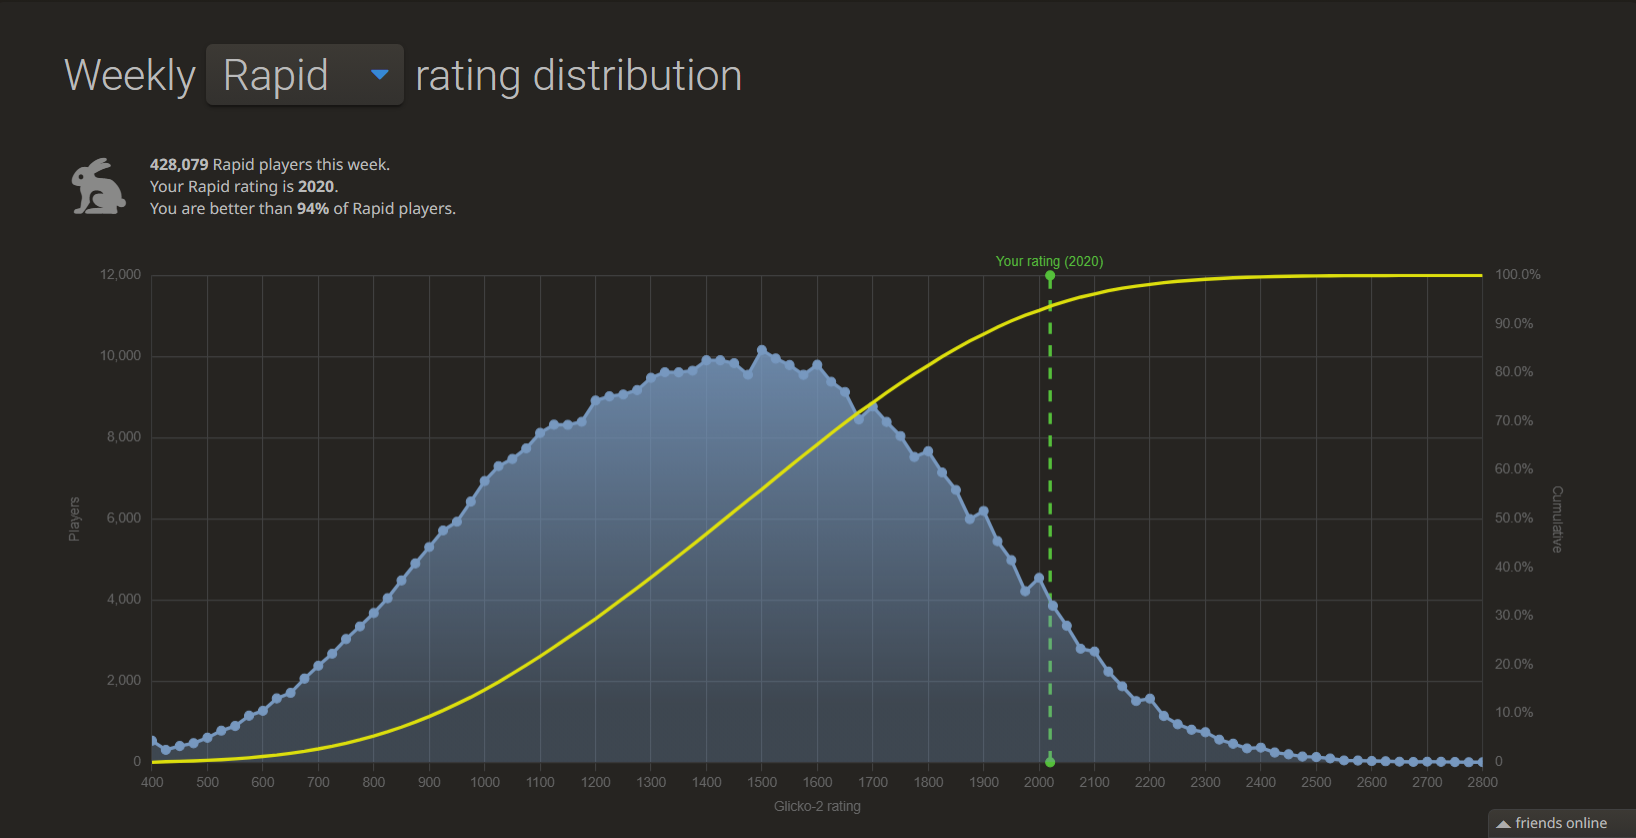 Weekly Rapid rating distribution
428,079 Rapid players this week.
Your Rapid rating is 2020.
You are better than 94% of Rapid players.
Your rating (2020)
12,000
10,000
8,000
6,000
4,000
2,000
0
Players
100.0%
90.0%
80.0%
70.0%
60.0%
50.0%
40.0%
30.0%
20.0%
10.0%
0
Cumulative
400 500 600 700 800 900 1000 1100 1200 1300 1400 1500 1600 1700 1800 1900 2000 2100 2200 2300 2400 2500 2600 2700 2800
Glicko-2 rating
friends online